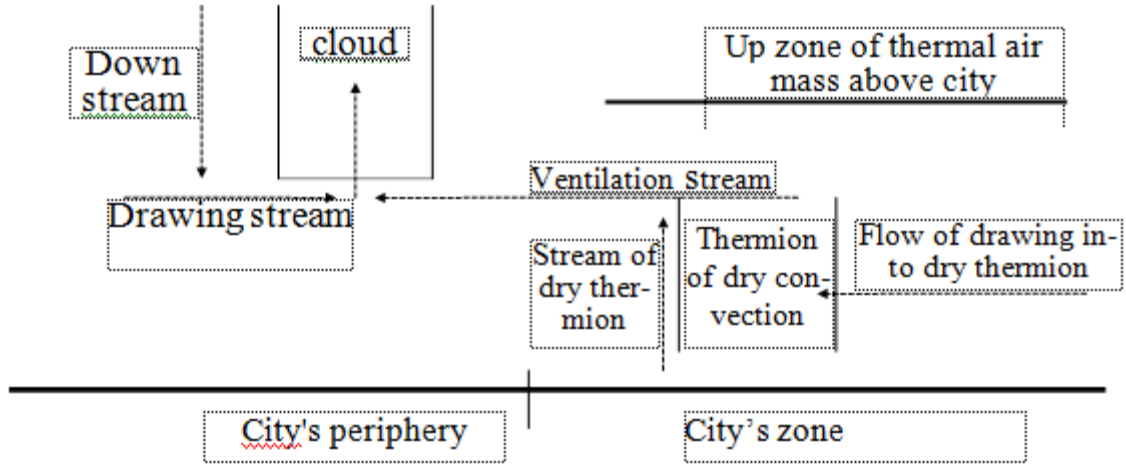 cloud
Down
stream
Up zone of thermal air
mass above city
Ventilation Stream
Drawing stream
Stream of
dry ther-
mion
Thermion
of dry con-
vection
Flow of drawing in-
to dry thermion
City's periphery
City’s zone